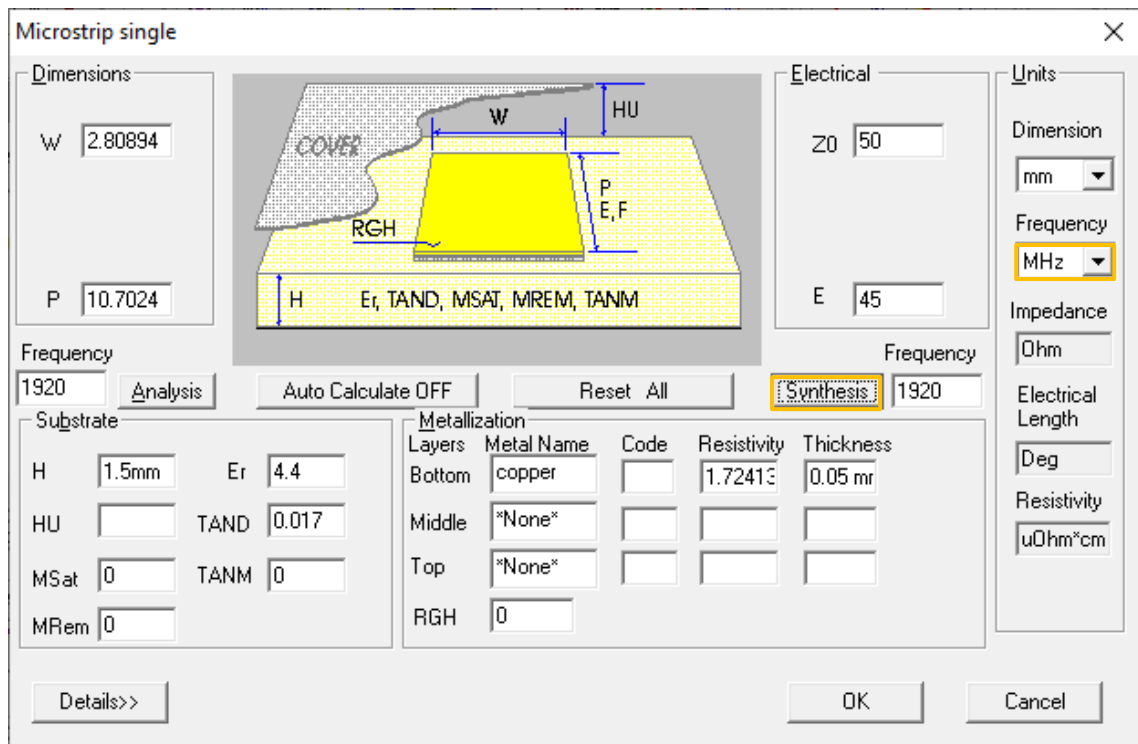 Microstrip single
Dimensions
W 2.80894
P 10.7024
COVER
W
HU
P
E,F
RGH
H Er, TAND, MSAT, MREM, TANM
Electrical
Z0 50
E 45
Units
Dimension
mm
Frequency
MHz
Impedance
Ohm
Electrical
Length
Deg
Resistivity
uOhm*cm
Frequency
1920 Analysis Auto Calculate OFF Reset All Synthesis
Frequency
1920
Substrate
H 1.5mm Er 4.4
HU TAND 0.017
MSat 0 TANM 0
MRem 0
Metallization
Layers Metal Name Code Resistivity Thickness
Bottom copper 1.72413 0.05 mr
Middle *None*
Top *None*
RGH 0
Details>> OK Cancel